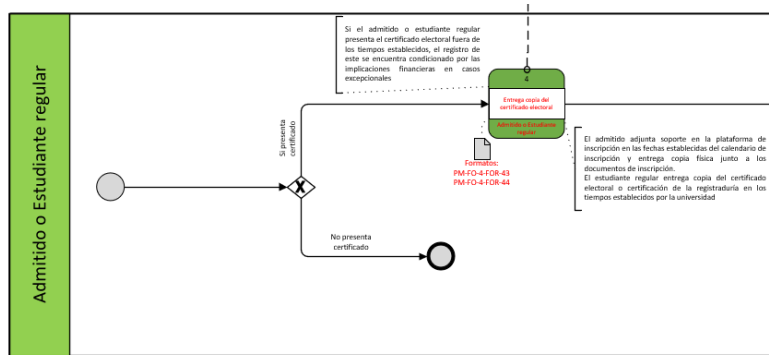 Admitido o Estudiante regular
Si el admitido o estudiante regular
presenta el certificado electoral fuera de
los tiempos establecidos, el registro de
este se encuentra condicionado por las
implicaciones financieras en casos
excepcionales
4
Entrega copia del
certificado electoral
Admitido o Estudiante
regular
Si presenta
certificado
X
Formatos:
PM-FO-4-FOR-43
PM-FO-4-FOR-44
El admitido adjunta soporte en la plataforma de
inscripción en las fechas establecidas del calendario de
inscripción y entrega copia física junto a los
documentos de inscripción.
El estudiante regular entrega copia del certificado
electoral o certificación de la registraduría en los
tiempos establecidos por la universidad
No presenta
certificado